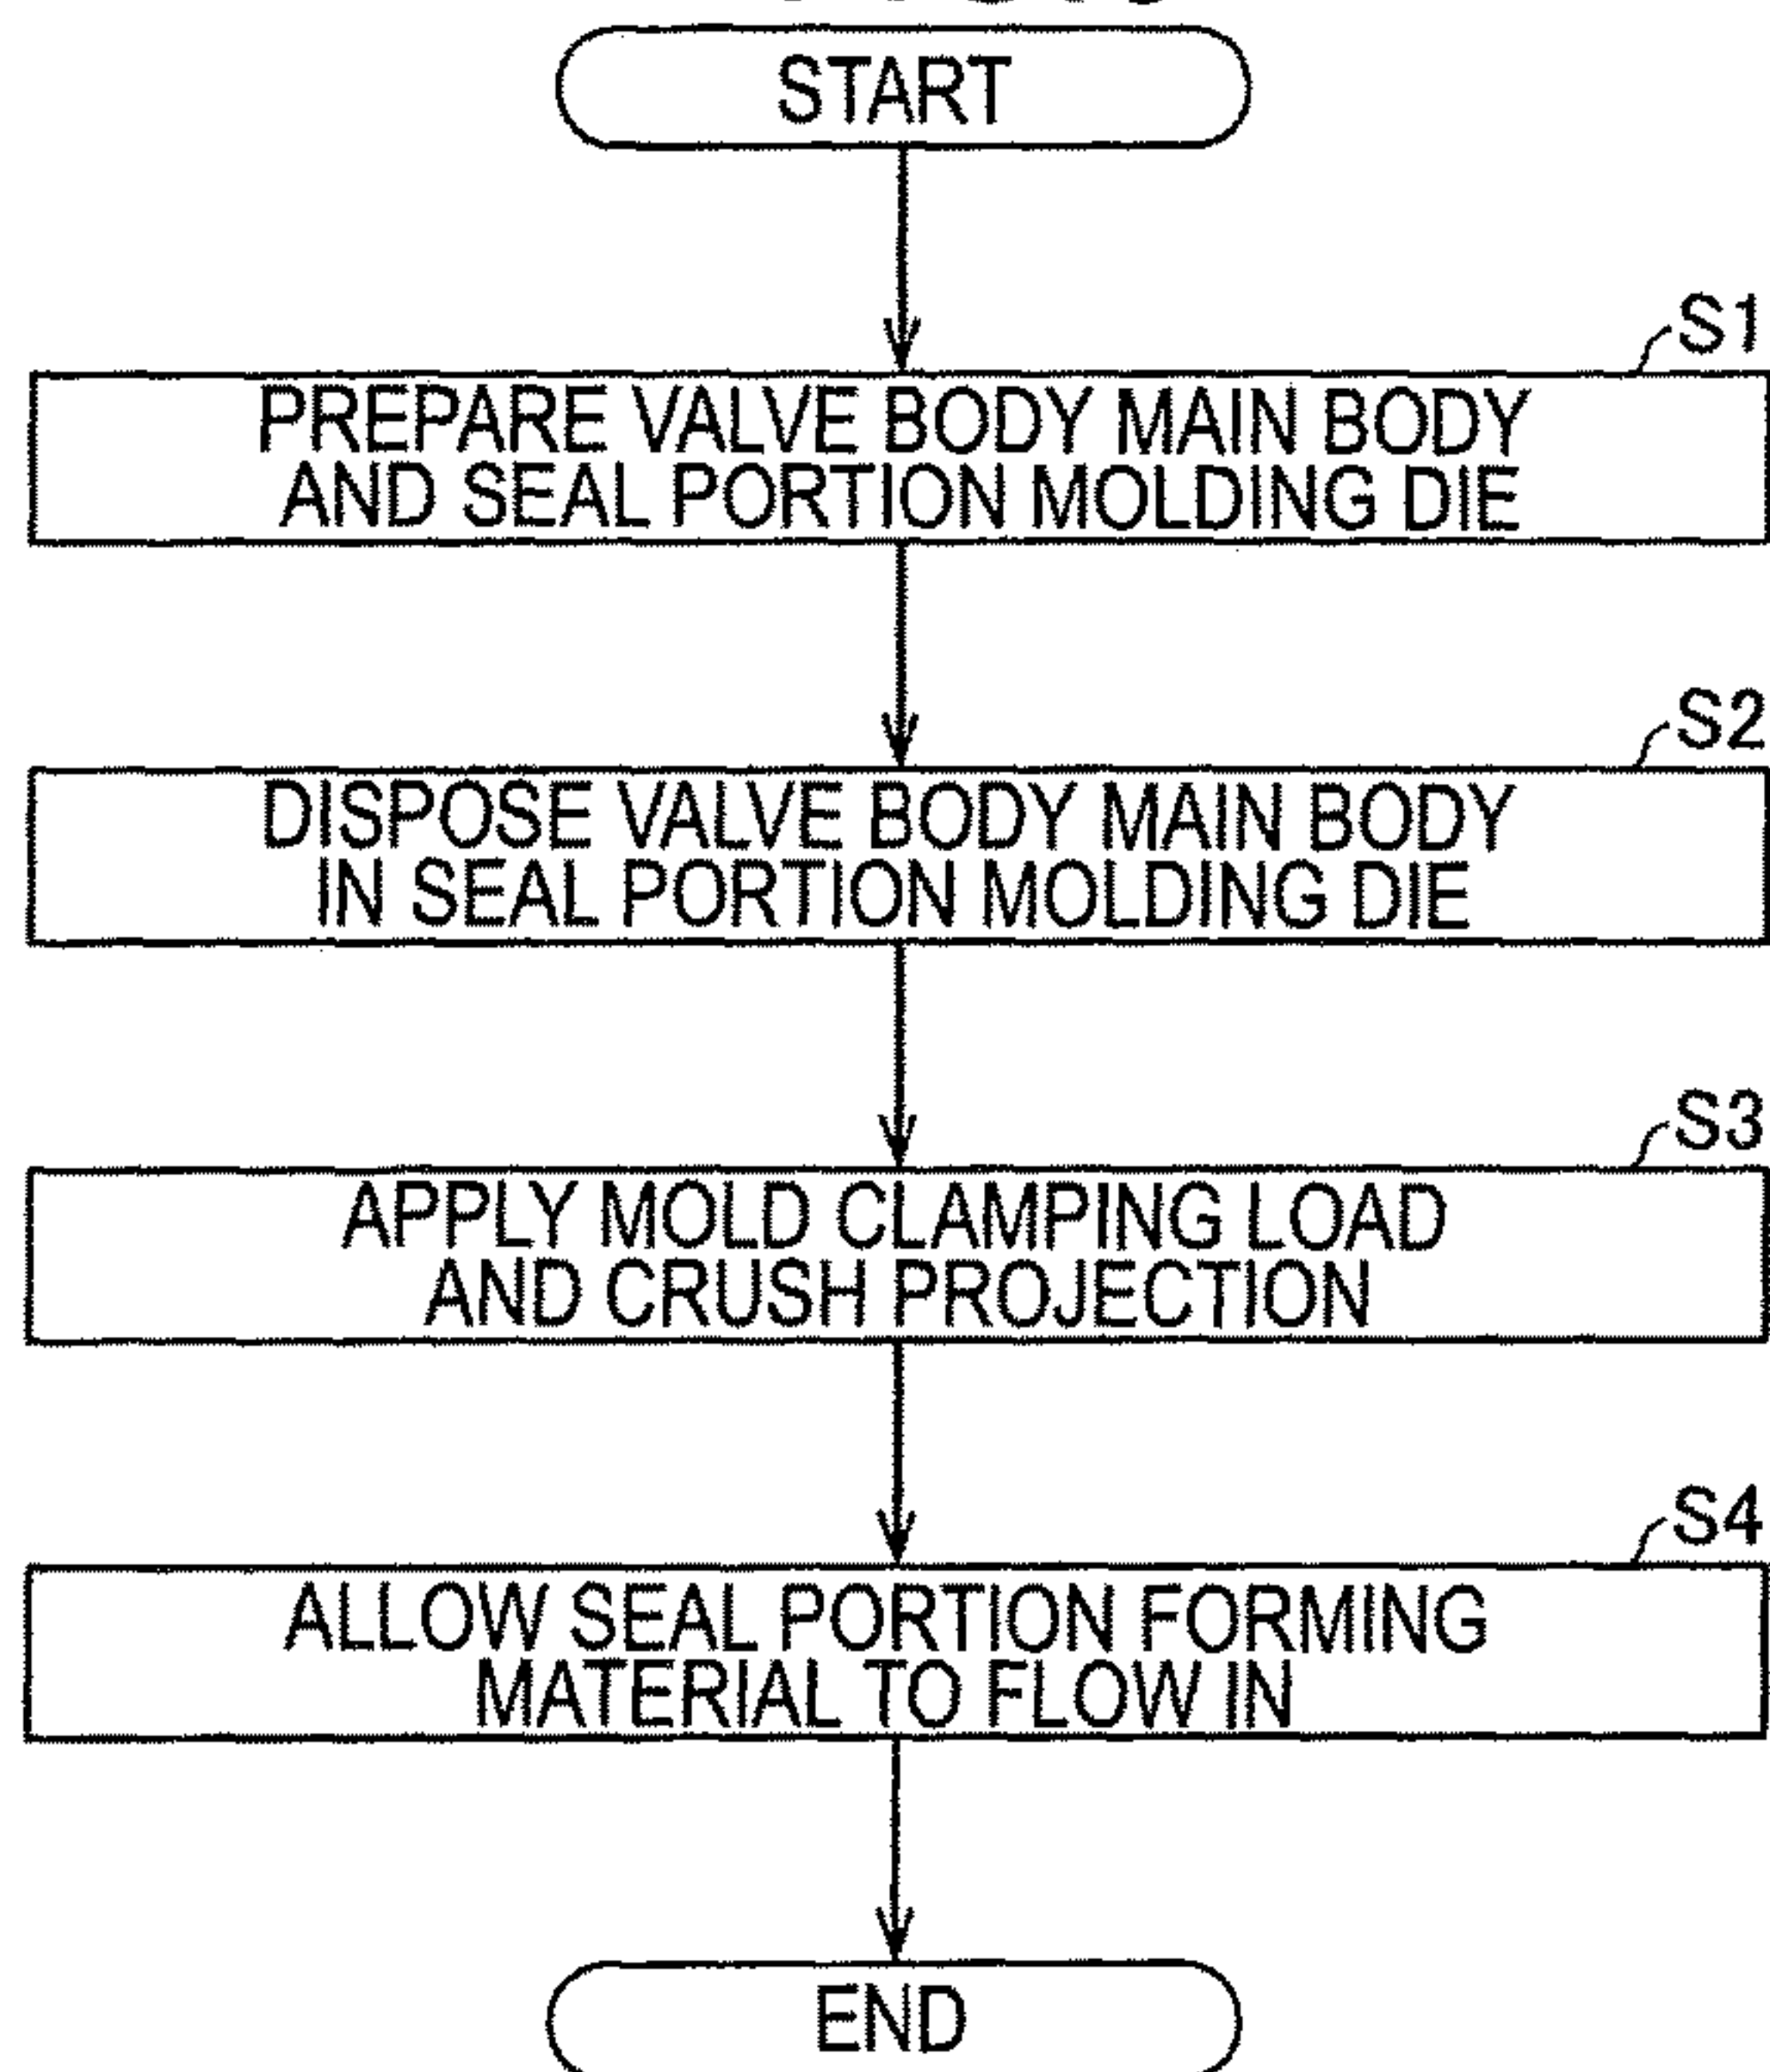 START
S1
PREPARE VALVE BODY MAIN BODY
AND SEAL PORTION MOLDING DIE
S2
DISPOSE VALVE BODY MAIN BODY
IN SEAL PORTION MOLDING DIE
S3
APPLY MOLD CLAMPING LOAD
AND CRUSH PROJECTION
S4
ALLOW SEAL PORTION FORMING
MATERIAL TO FLOW IN
END